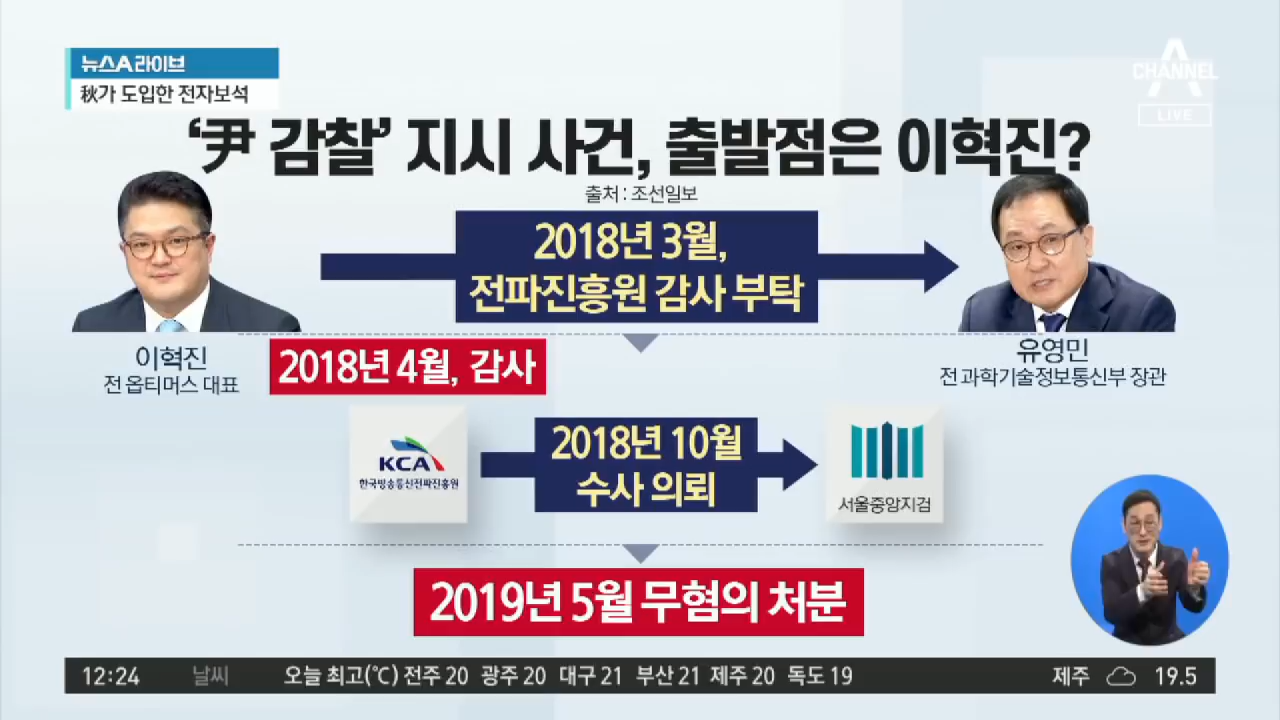 뉴스A 라이브
秋가 도입한 전자보석
CHANNEL A
LIVE
‘尹 감찰’ 지시 사건, 출발점은 이혁진?
출처 : 조선일보
2018년 3월,
전파진흥원 감사 부탁
이혁진
전 옵티머스 대표
유영민
전 과학기술정보통신부 장관
2018년 4월, 감사
KCA
한국방송통신전파진흥원
2018년 10월
수사 의뢰
서울중앙지검
2019년 5월 무혐의 처분
12:24 날씨 오늘 최고(℃) 전주 20 광주 20 대구 21 부산 21 제주 20 독도 19 제주 19.5